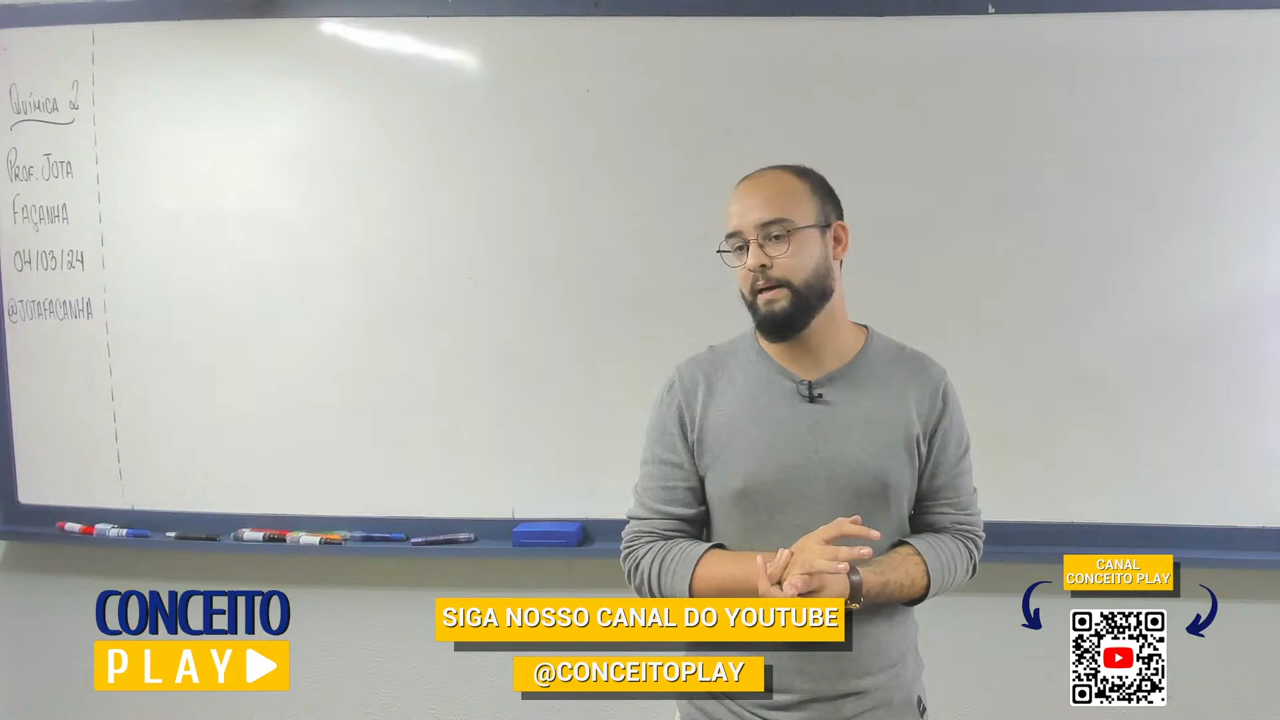 QUÍMICA 2
PROF. JOTA
FAÇANHA
04/03/24
@JOTAFAÇANHA
CONCEITO
PLAY
SIGA NOSSO CANAL DO YOUTUBE
@CONCEITOPLAY
CANAL
CONCEITO PLAY